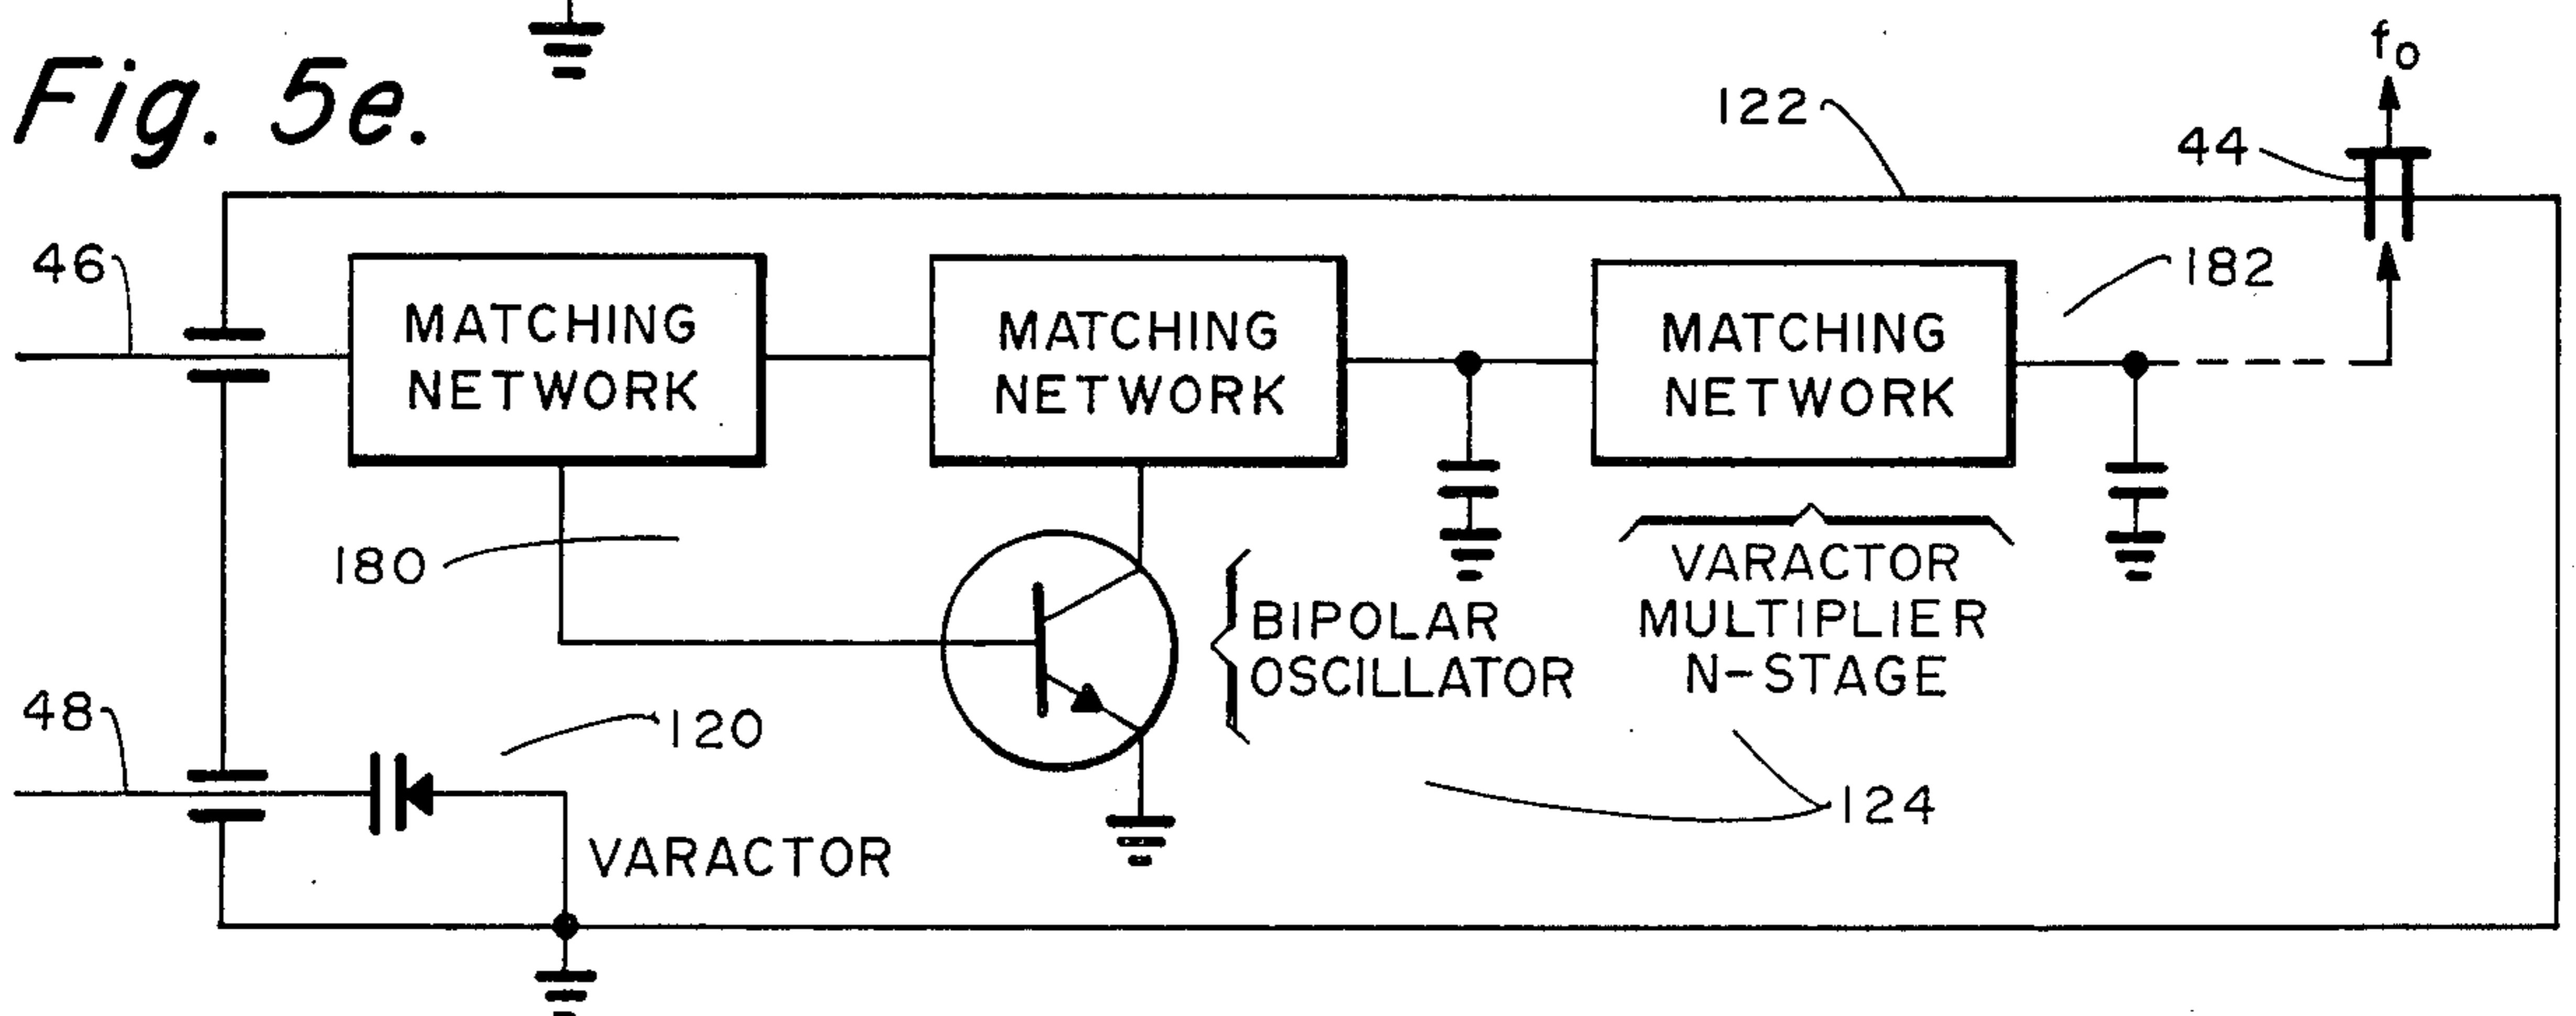 Fig. 5e.
f0
122
44
46
MATCHING
NETWORK
MATCHING
NETWORK
MATCHING
NETWORK
182
180
BIPOLAR
OSCILLATOR
VARACTOR
MULTIPLIER
N-STAGE
48
120
124
VARACTOR